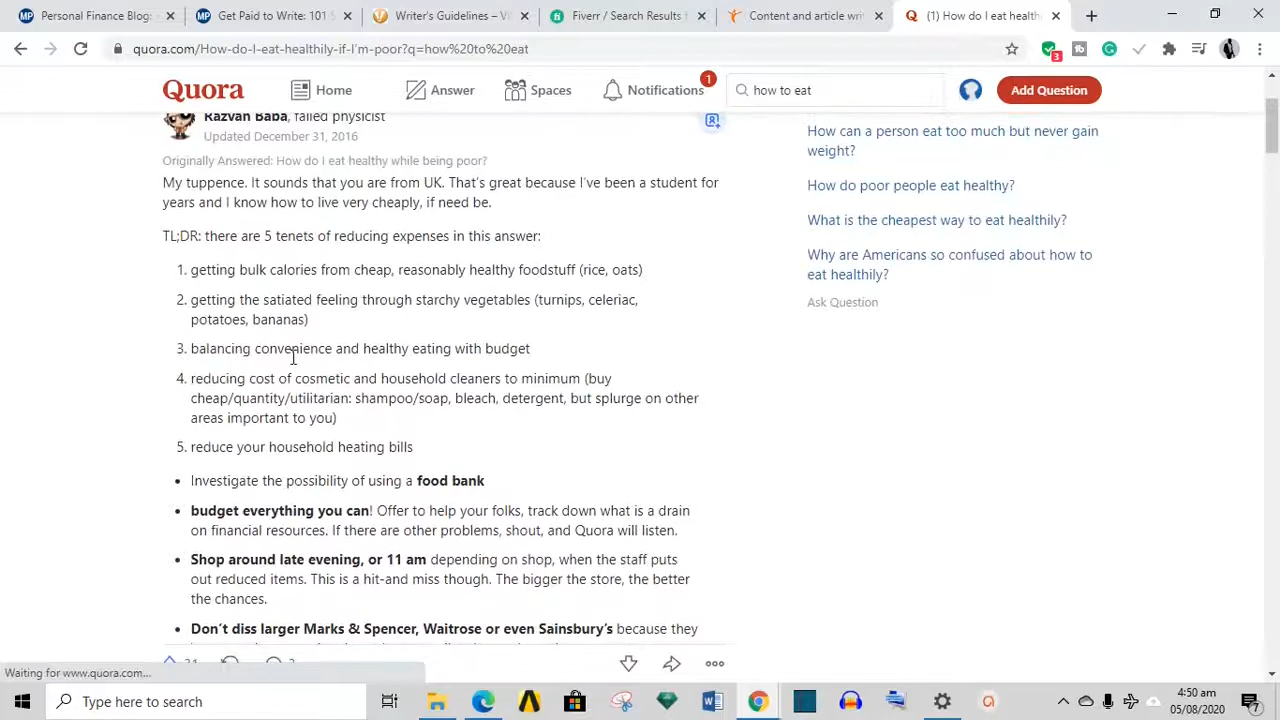 Personal Finance Blog:
Get Paid to Write: 101 S
Writer's Guidelines – Vi
Fiverr / Search Results f
Content and article writ
(1) How do I eat health
quora.com/How-do-I-eat-healthily-if-I'm-poor?q=how%20to%20eat
3
Quora
Home
Answer
Spaces
Notifications
1
how to eat
Add Question
Razvan Baba, failed physicist
Updated December 31, 2016
Originally Answered: How do I eat healthy while being poor?
My tuppence. It sounds that you are from UK. That's great because I've been a student for
years and I know how to live very cheaply, if need be.
TL;DR: there are 5 tenets of reducing expenses in this answer:
1. getting bulk calories from cheap, reasonably healthy foodstuff (rice, oats)
2. getting the satiated feeling through starchy vegetables (turnips, celeriac,
potatoes, bananas)
3. balancing convenience and healthy eating with budget
4. reducing cost of cosmetic and household cleaners to minimum (buy
cheap/quantity/utilitarian: shampoo/soap, bleach, detergent, but splurge on other
areas important to you)
5. reduce your household heating bills
• Investigate the possibility of using a food bank
• budget everything you can! Offer to help your folks, track down what is a drain
on financial resources. If there are other problems, shout, and Quora will listen.
• Shop around late evening, or 11 am depending on shop, when the staff puts
out reduced items. This is a hit-and miss though. The bigger the store, the better
the chances.
• Don't diss larger Marks & Spencer, Waitrose or even Sainsbury's because they
How can a person eat too much but never gain
weight?
How do poor people eat healthy?
What is the cheapest way to eat healthily?
Why are Americans so confused about how to
eat healthily?
Ask Question
Waiting for www.quora.com...
Type here to search
4:50 am
05/08/2020
7